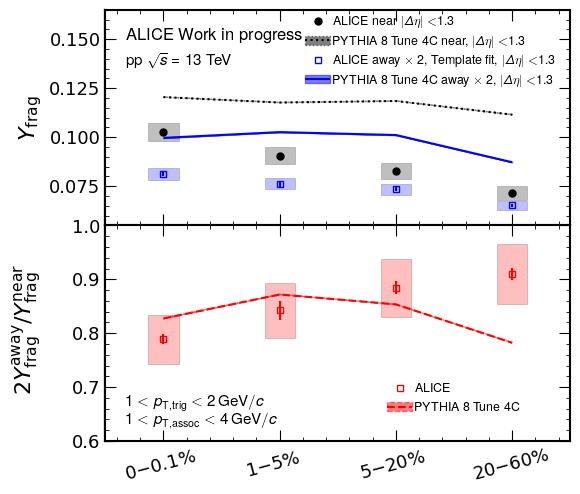 ALICE Work in progress
pp √s = 13 TeV
ALICE near |Δη| <1.3
PYTHIA 8 Tune 4C near, |Δη| <1.3
ALICE away × 2, Template fit, |Δη| <1.3
PYTHIA 8 Tune 4C away × 2, |Δη| <1.3
Y_frag
0.150
0.125
0.100
0.075
1.0
0.9
0.8
0.7
0.6
2Y_frag^away/Y_frag^near
ALICE
PYTHIA 8 Tune 4C
1 < p_T,trig < 2 GeV/c
1 < p_T,assoc < 4 GeV/c
0−0.1%
1−5%
5−20%
20−60%